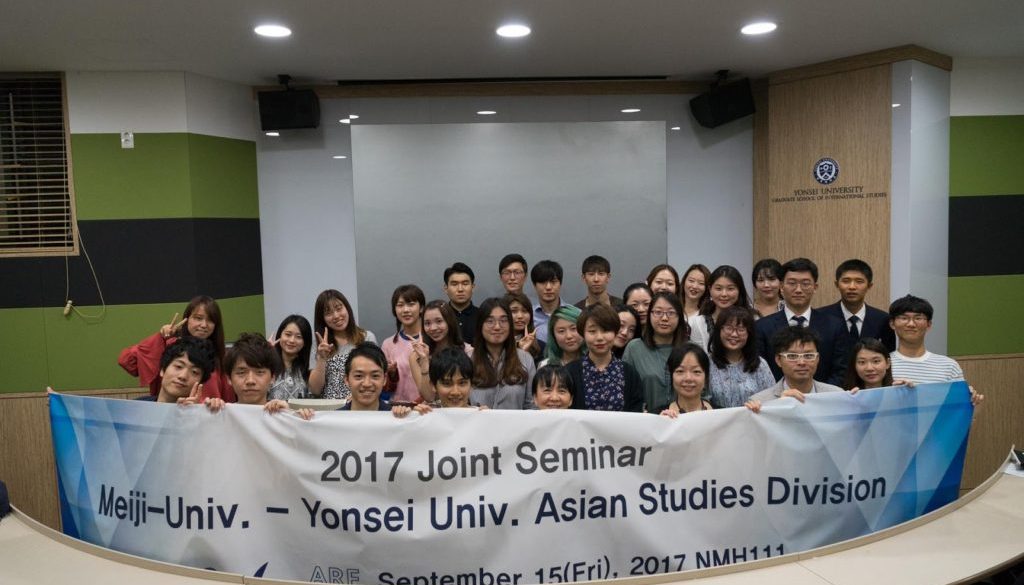 YONSEI UNIVERSITY
GRADUATE SCHOOL OF INTERNATIONAL STUDIES
2017 Joint Seminar
Meiji-Univ. - Yonsei Univ. Asian Studies Division
September 15(Fri), 2017 NMH111